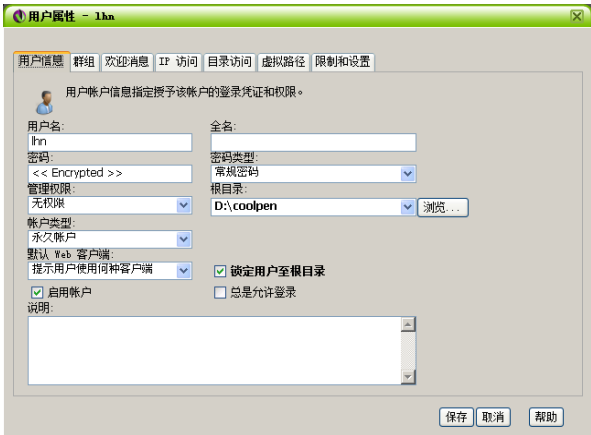 用户属性 - lhn
用户信息 群组 欢迎消息 IP 访问 目录访问 虚拟路径 限制和设置
用户帐户信息指定授予该帐户的登录凭证和权限。
用户名: 全名:
lhn
密码: 密码类型:
<< Encrypted >> 常规密码
管理权限: 根目录:
无权限 D:\coolpen 浏览...
帐户类型:
永久帐户
默认 Web 客户端:
提示用户使用何种客户端 锁定用户至根目录
启用帐户 总是允许登录
说明:
保存 取消 帮助